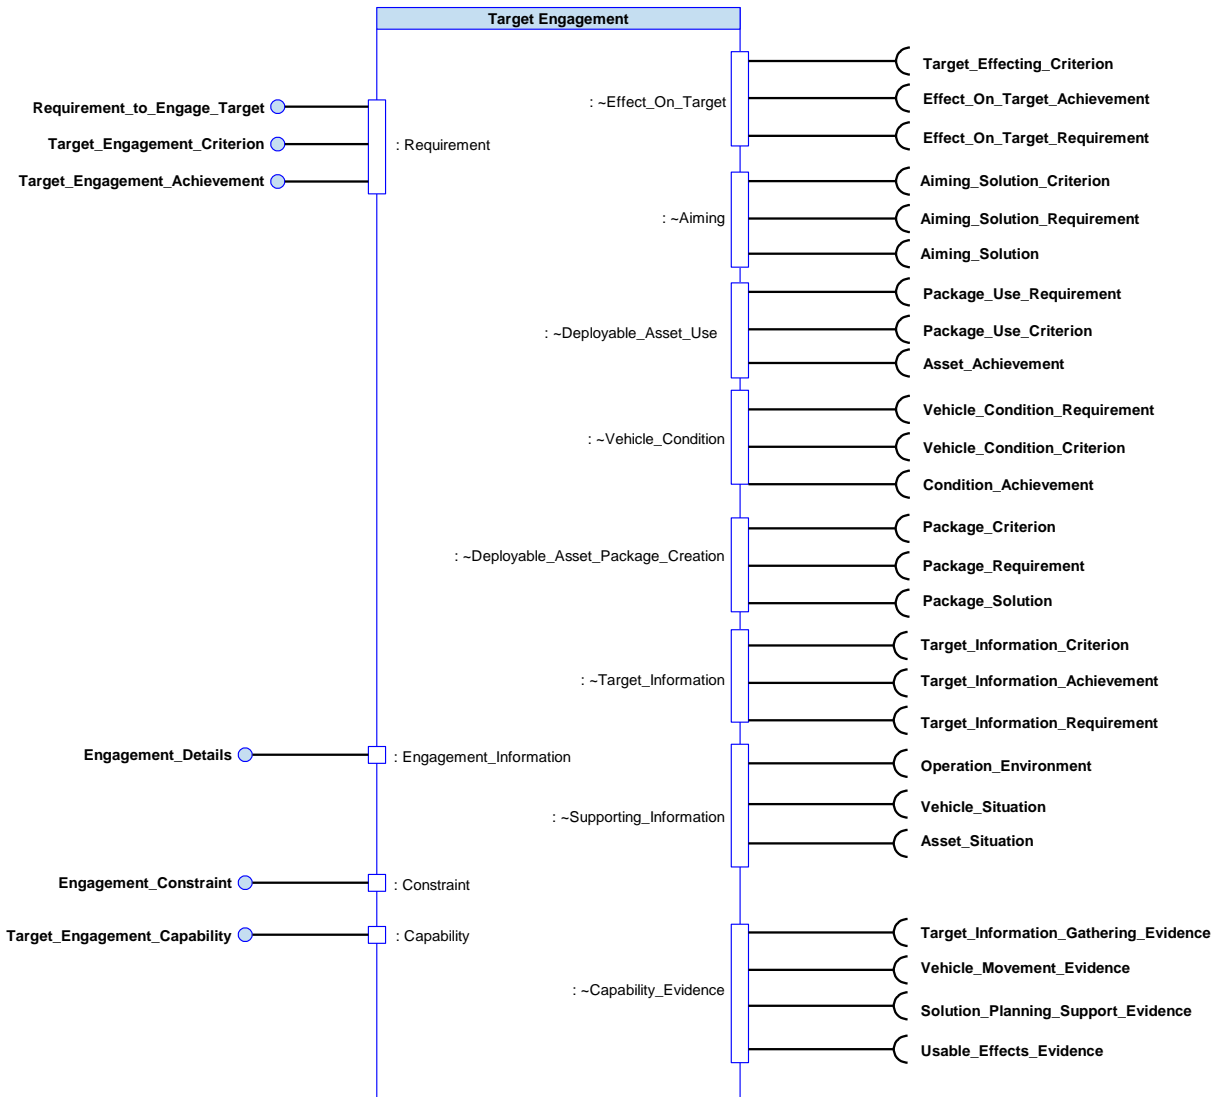 Target Engagement
Requirement_to_Engage_Target
Target_Engagement_Criterion
Target_Engagement_Achievement
: Requirement
Engagement_Details
: Engagement_Information
Engagement_Constraint
: Constraint
Target_Engagement_Capability
: Capability
: ~Effect_On_Target
Target_Effecting_Criterion
Effect_On_Target_Achievement
Effect_On_Target_Requirement
: ~Aiming
Aiming_Solution_Criterion
Aiming_Solution_Requirement
Aiming_Solution
: ~Deployable_Asset_Use
Package_Use_Requirement
Package_Use_Criterion
Asset_Achievement
: ~Vehicle_Condition
Vehicle_Condition_Requirement
Vehicle_Condition_Criterion
Condition_Achievement
: ~Deployable_Asset_Package_Creation
Package_Criterion
Package_Requirement
Package_Solution
: ~Target_Information
Target_Information_Criterion
Target_Information_Achievement
Target_Information_Requirement
: ~Supporting_Information
Operation_Environment
Vehicle_Situation
Asset_Situation
: ~Capability_Evidence
Target_Information_Gathering_Evidence
Vehicle_Movement_Evidence
Solution_Planning_Support_Evidence
Usable_Effects_Evidence